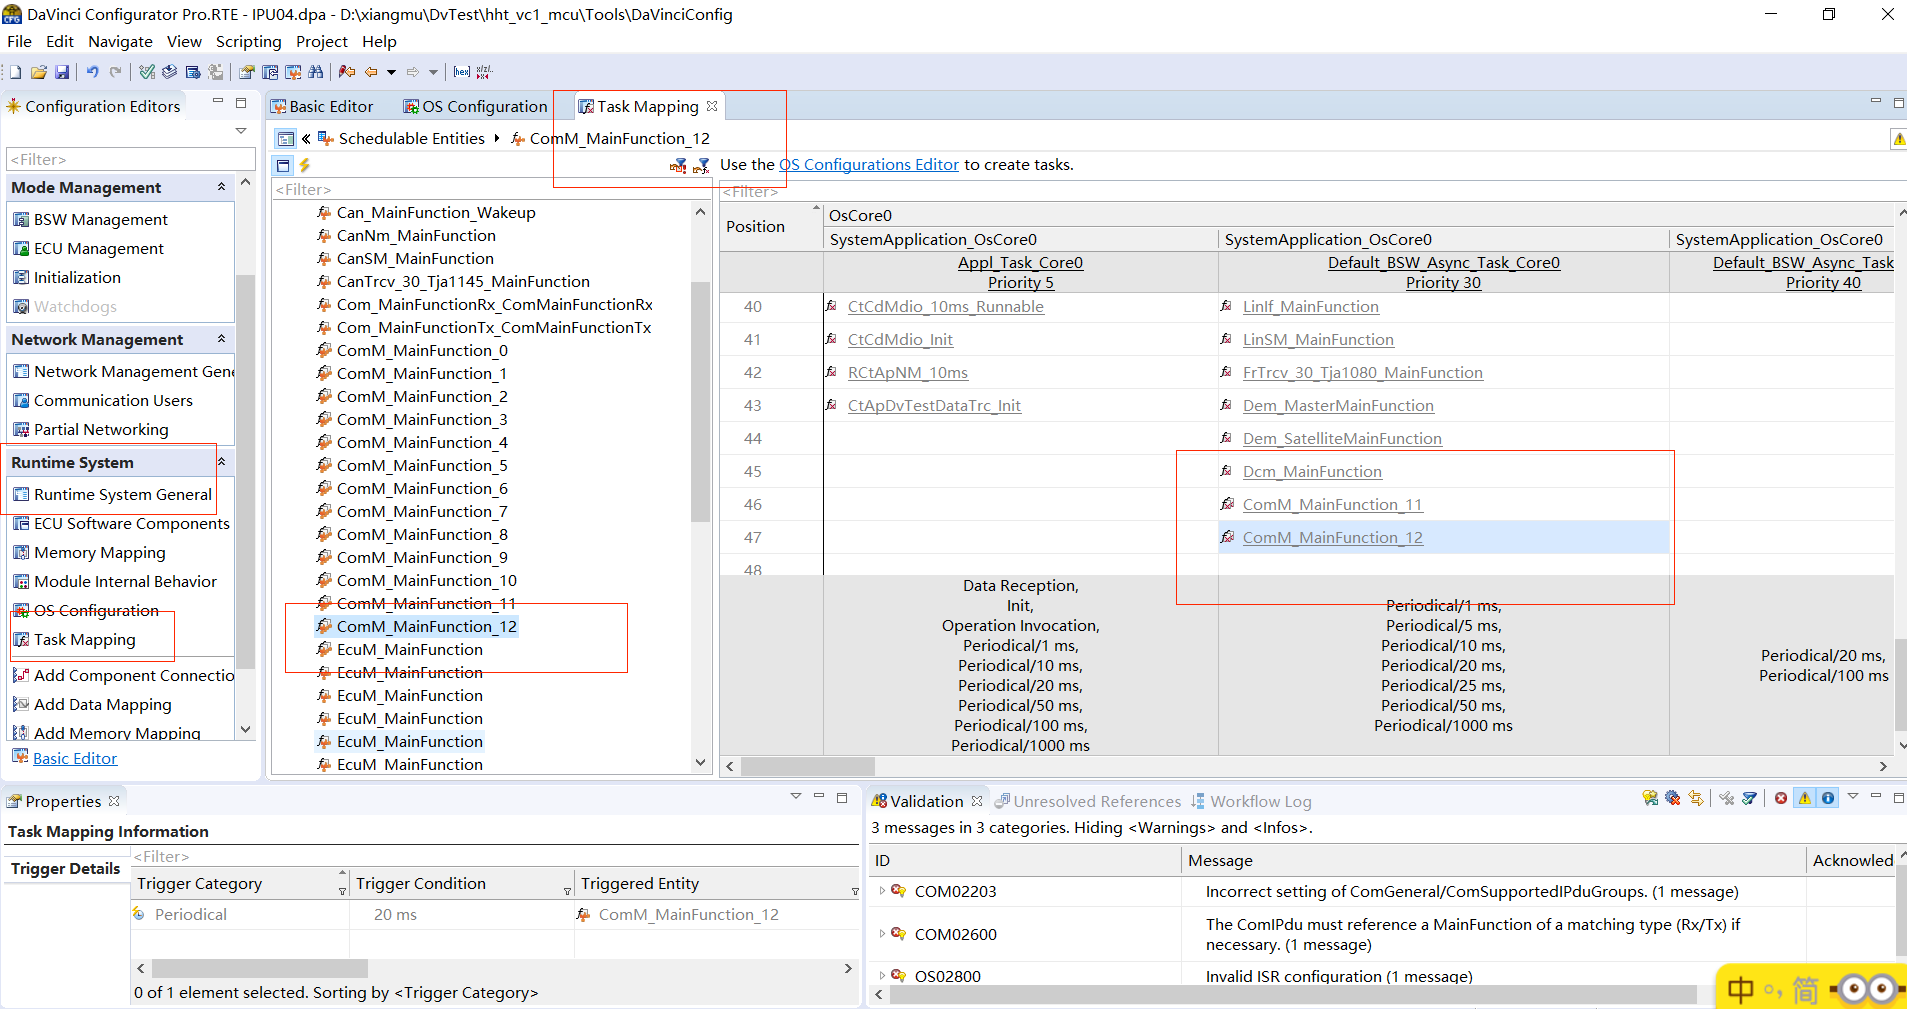 DaVinci Configurator Pro.RTE - IPU04.dpa - D:\xiangmu\DvTest\hht_vc1_mcu\Tools\DaVinciConfig
File Edit Navigate View Scripting Project Help
Configuration Editors
<Filter>
Mode Management
BSW Management
ECU Management
Initialization
Watchdogs
Network Management
Network Management Gene
Communication Users
Partial Networking
Runtime System
Runtime System General
ECU Software Components
Memory Mapping
Module Internal Behavior
OS Configuration
Task Mapping
Add Component Connectio
Add Data Mapping
Add Memory Mapping
Basic Editor
Basic Editor OS Configuration Task Mapping
« Schedulable Entities ComM_MainFunction_12
<Filter>
Can_MainFunction_Wakeup
CanNm_MainFunction
CanSM_MainFunction
CanTrcv_30_Tja1145_MainFunction
Com_MainFunctionRx_ComMainFunctionRx
Com_MainFunctionTx_ComMainFunctionTx
ComM_MainFunction_0
ComM_MainFunction_1
ComM_MainFunction_2
ComM_MainFunction_3
ComM_MainFunction_4
ComM_MainFunction_5
ComM_MainFunction_6
ComM_MainFunction_7
ComM_MainFunction_8
ComM_MainFunction_9
ComM_MainFunction_10
ComM_MainFunction_11
ComM_MainFunction_12
EcuM_MainFunction
EcuM_MainFunction
EcuM_MainFunction
EcuM_MainFunction
EcuM_MainFunction
EcuM_MainFunction
Use the OS Configurations Editor to create tasks.
<Filter>
Position OsCore0
SystemApplication_OsCore0 SystemApplication_OsCore0 SystemApplication_OsCore0
Appl_Task_Core0 Default_BSW_Async_Task_Core0 Default_BSW_Async_Task
Priority 5 Priority 30 Priority 40
40 CtCdMdio_10ms_Runnable LinIf_MainFunction
41 CtCdMdio_Init LinSM_MainFunction
42 RCtApNM_10ms FrTrcv_30_Tja1080_MainFunction
43 CtApDvTestDataTrc_Init Dem_MasterMainFunction
44 Dem_SatelliteMainFunction
45 Dcm_MainFunction
46 ComM_MainFunction_11
47 ComM_MainFunction_12
48
Data Reception,
Init,
Operation Invocation,
Periodical/1 ms,
Periodical/10 ms,
Periodical/20 ms,
Periodical/50 ms,
Periodical/100 ms,
Periodical/1000 ms
Periodical/1 ms,
Periodical/5 ms,
Periodical/10 ms,
Periodical/20 ms,
Periodical/25 ms,
Periodical/50 ms,
Periodical/1000 ms
Periodical/20 ms,
Periodical/100 ms
Properties
Task Mapping Information
Trigger Details
<Filter>
Trigger Category Trigger Condition Triggered Entity
Periodical 20 ms ComM_MainFunction_12
0 of 1 element selected. Sorting by <Trigger Category>
Validation Unresolved References Workflow Log
3 messages in 3 categories. Hiding <Warnings> and <Infos>.
ID Message Acknowled
COM02203 Incorrect setting of ComGeneral/ComSupportedIPduGroups. (1 message)
COM02600 The ComIPdu must reference a MainFunction of a matching type (Rx/Tx) if
necessary. (1 message)
OS02800 Invalid ISR configuration (1 message)
中 °, 简